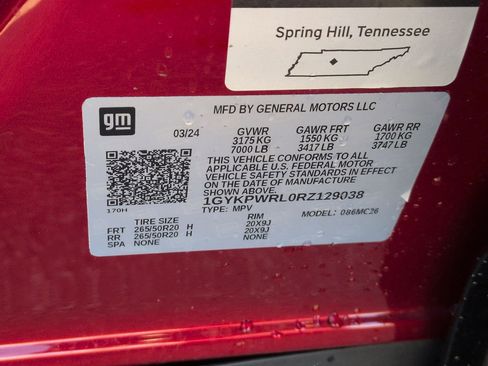 Spring Hill, Tennessee
gm
MFD BY GENERAL MOTORS LLC
03/24 GVWR GAWR FRT GAWR RR
3175 KG 1550 KG 1700 KG
7000 LB 3417 LB 3747 LB
THIS VEHICLE CONFORMS TO ALL
APPLICABLE U.S. FEDERAL MOTOR
VEHICLE SAFETY STANDARDS IN EFFECT
ON THE DATE OF MANUFACTURE
SHOWN ABOVE.
1GYKPWRL0RZ129038
170H TYPE: MPV MODEL: 086MC26
TIRE SIZE RIM
FRT 265/50R20 H 20X9J
RR 265/50R20 H 20X9J
SPA NONE NONE